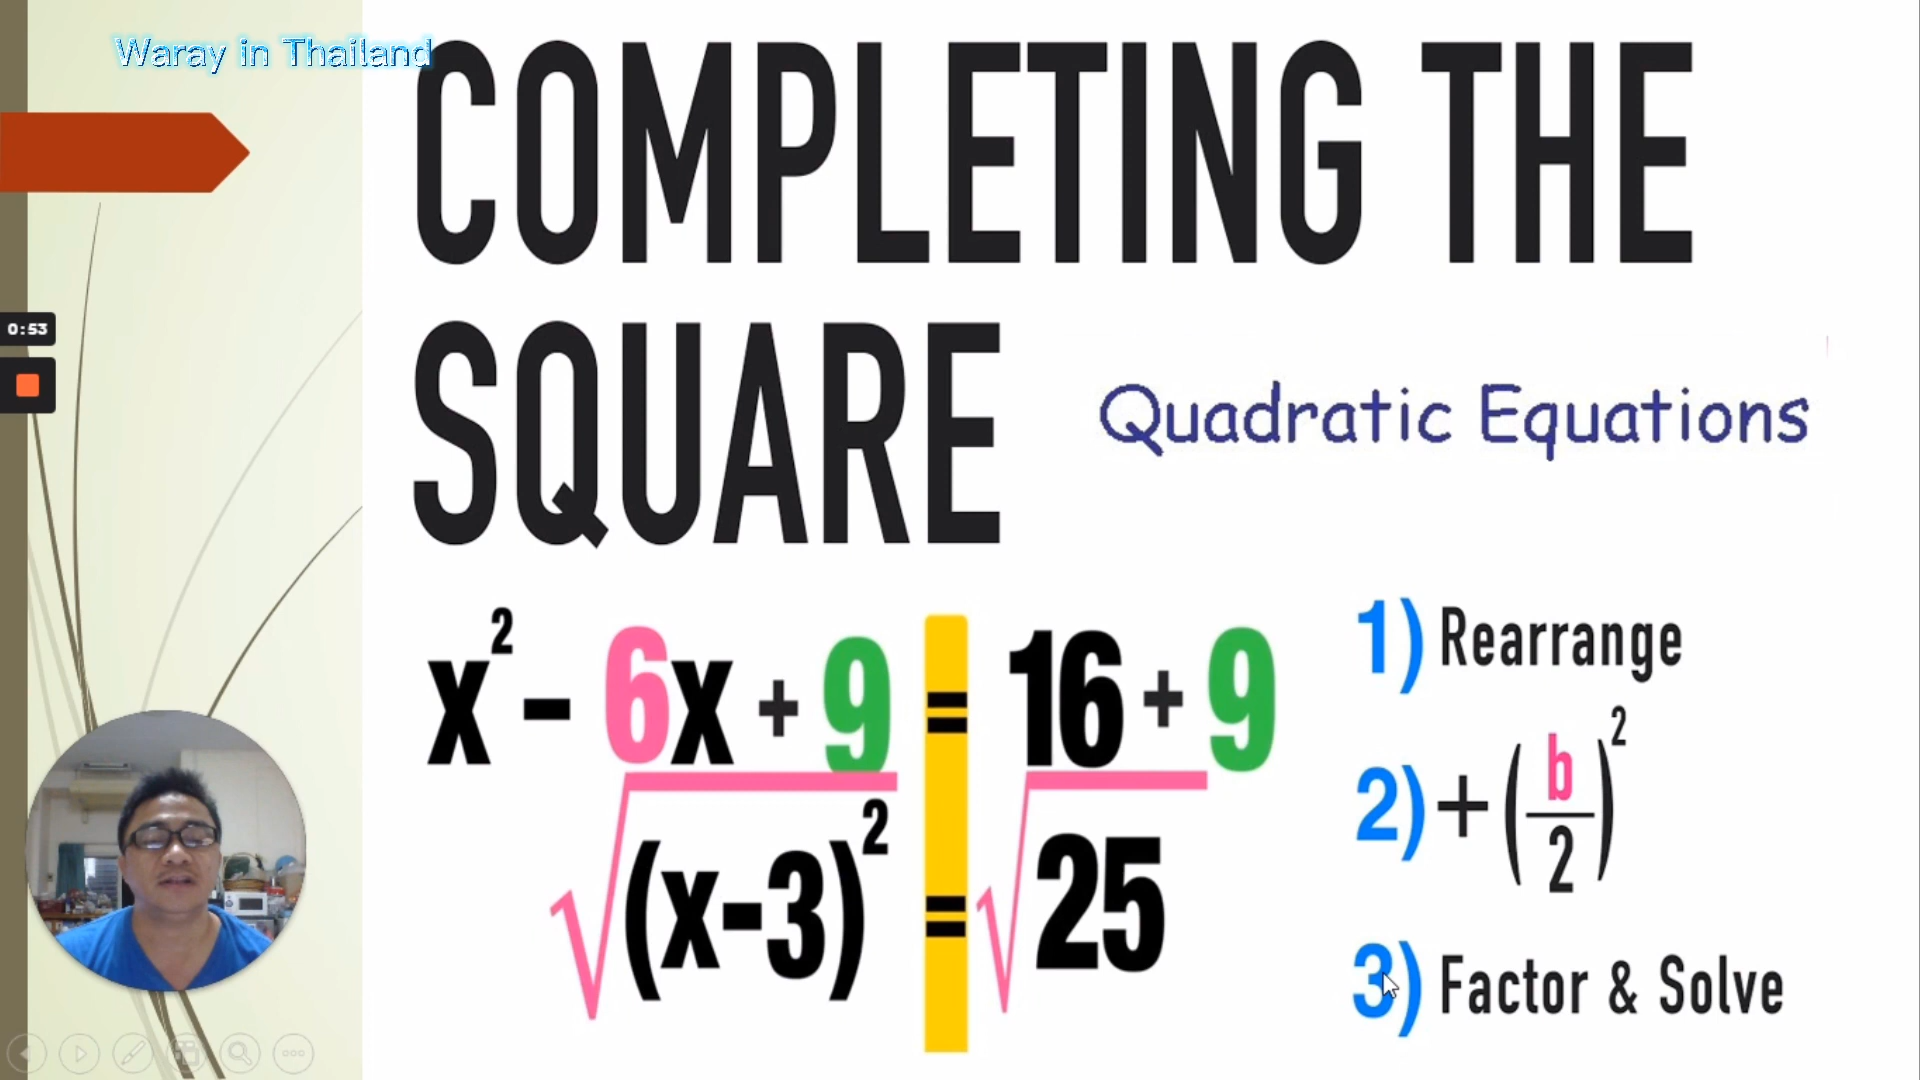 Waray in Thailand
COMPLETING THE
SQUARE
Quadratic Equations
0:53
x² - 6x + 9 = 16 + 9
√(x-3)² = √25
1) Rearrange
2) + (b/2)²
3) Factor & Solve